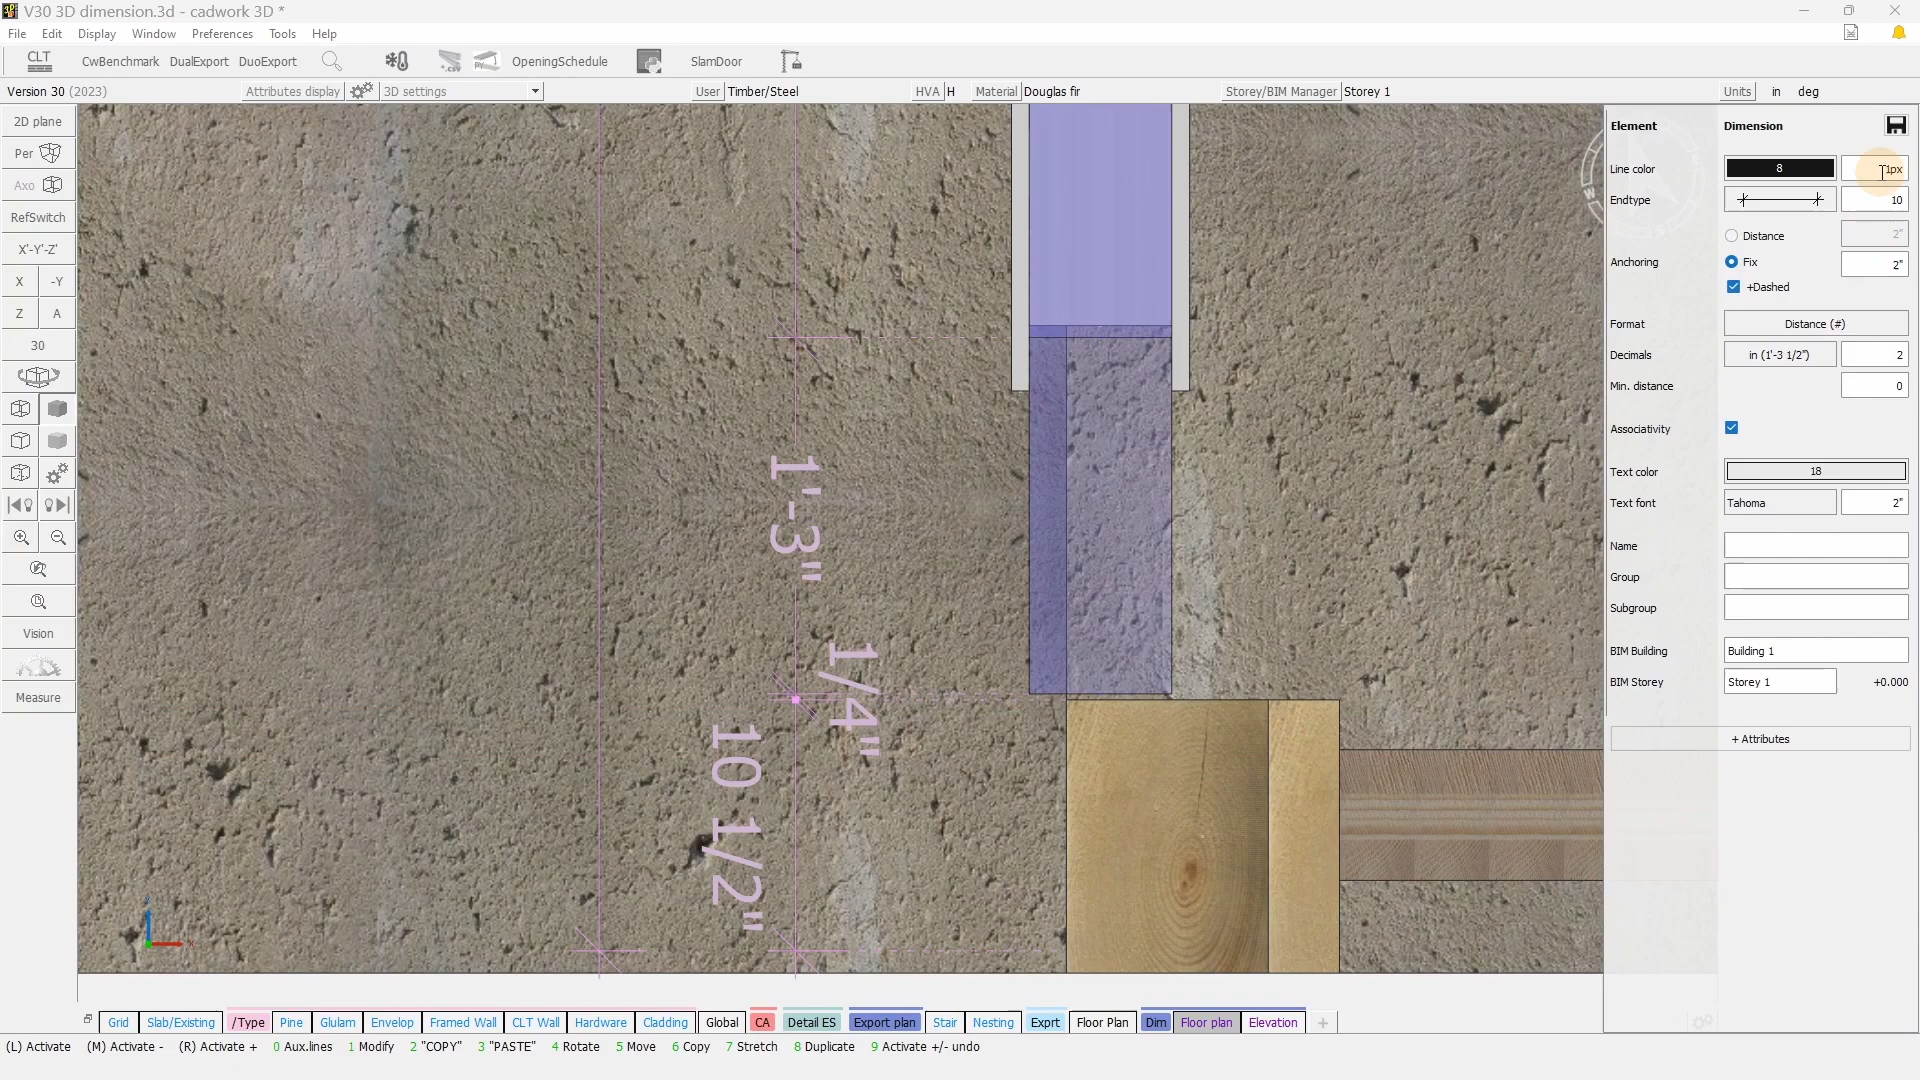 V30 3D dimension.3d - cadwork 3D *
File Edit Display Window Preferences Tools Help
CLT CwBenchmark DualExport DuoExport .CSV PY OpeningSchedule SlamDoor
Version 30 (2023) Attributes display 3D settings User Timber/Steel HVA H Material Douglas fir Storey/BIM Manager Storey 1 Units in deg
2D plane
Per
Axo
RefSwitch
X'-Y'-Z'
X -Y
Z A
30
Vision
Measure
1'-3"
1/4"
10 1/2"
Element Dimension
Line color 8 1px
Endtype 10
Distance 2"
Anchoring Fix 2"
+Dashed
Format Distance (#)
Decimals in (1'-3 1/2") 2
Min. distance 0
Associativity
Text color 18
Text font Tahoma 2"
Name
Group
Subgroup
BIM Building Building 1
BIM Storey Storey 1 +0.000
+ Attributes
Grid Slab/Existing /Type Pine Glulam Envelop Framed Wall CLT Wall Hardware Cladding Global CA Detail ES Export plan Stair Nesting Exprt Floor Plan Dim Floor plan Elevation +
(L) Activate (M) Activate - (R) Activate + 0 Aux.lines 1 Modify 2 "COPY" 3 "PASTE" 4 Rotate 5 Move 6 Copy 7 Stretch 8 Duplicate 9 Activate +/- undo